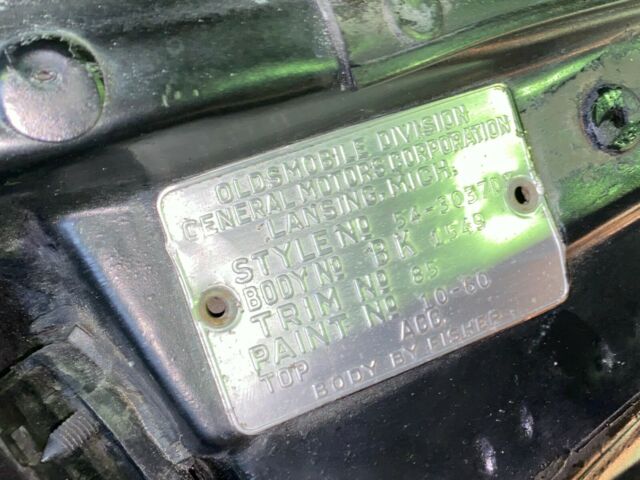 OLDSMOBILE DIVISION
GENERAL MOTORS CORPORATION
LANSING, MICH.
STYLE NO 54-3037D
BODY NO BK 1549
TRIM NO 85
PAINT NO 10-60
TOP ACC.
BODY BY FISHER